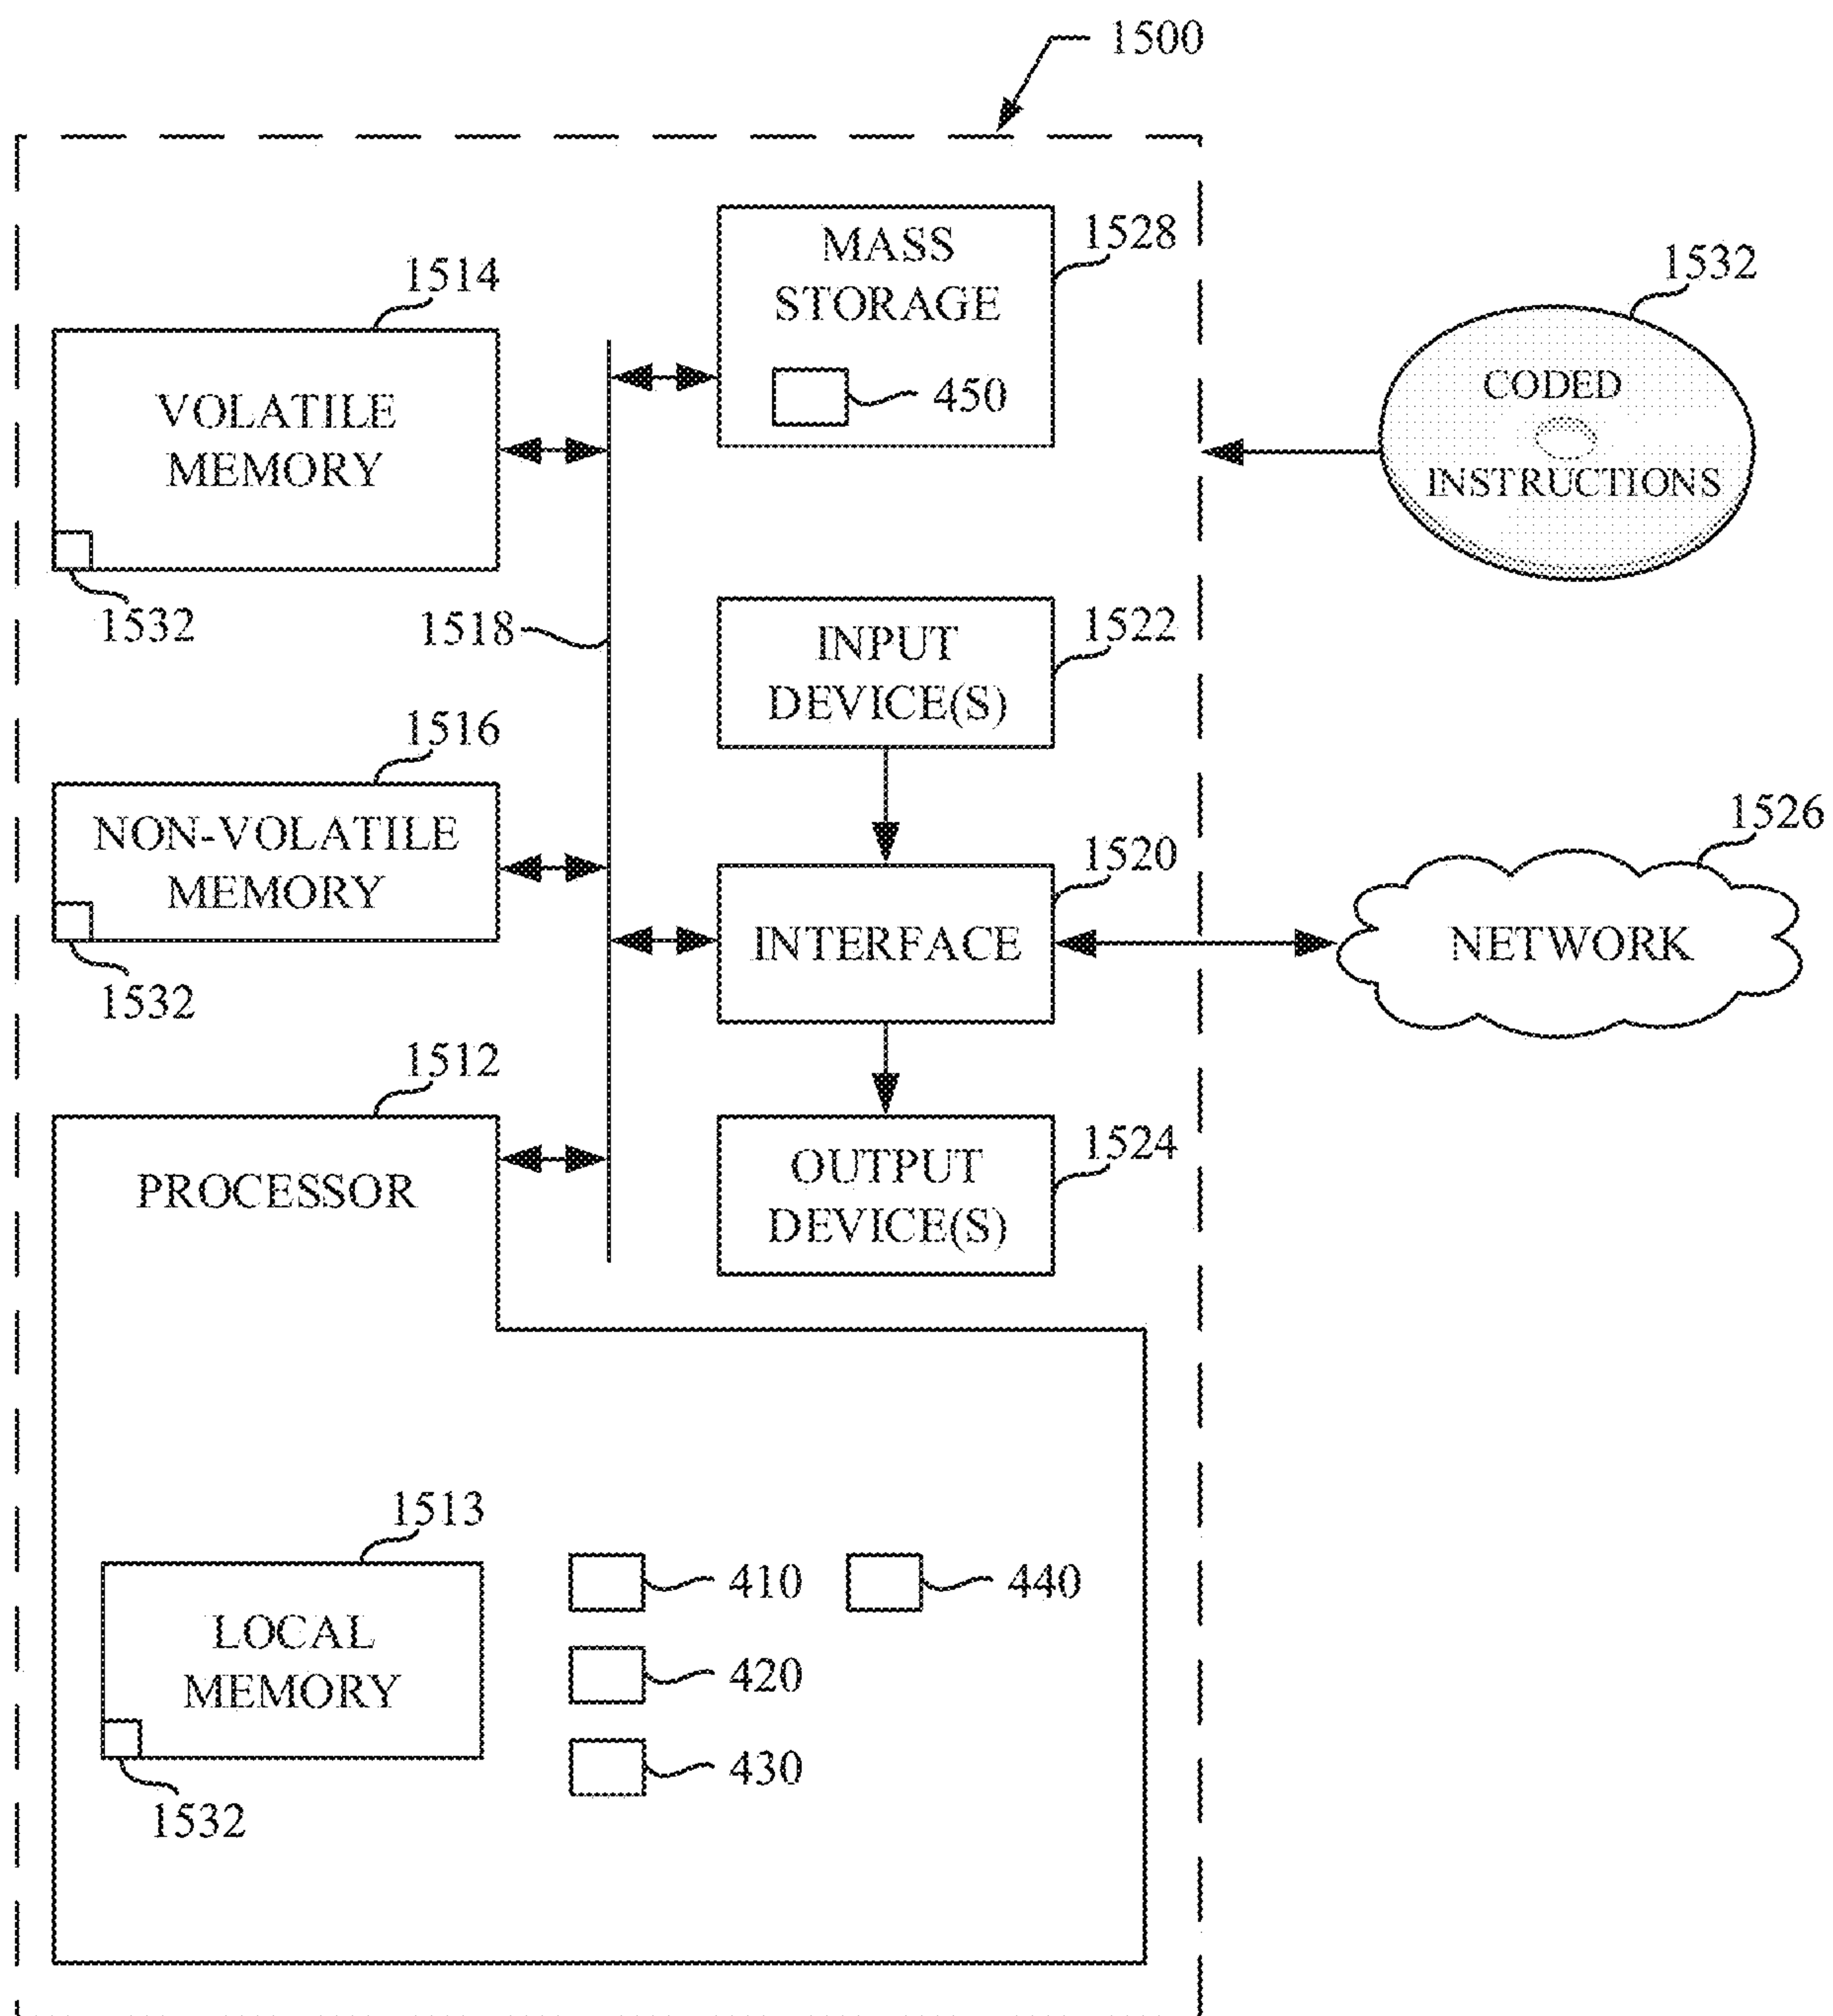 1500
MASS
STORAGE
1528
450
1514
VOLATILE
MEMORY
1532
1532
CODED
INSTRUCTIONS
1518
INPUT
DEVICE(S)
1522
1516
NON-VOLATILE
MEMORY
1532
INTERFACE
1520
1526
NETWORK
1512
PROCESSOR
OUTPUT
DEVICE(S)
1524
1513
LOCAL
MEMORY
1532
410
440
420
430